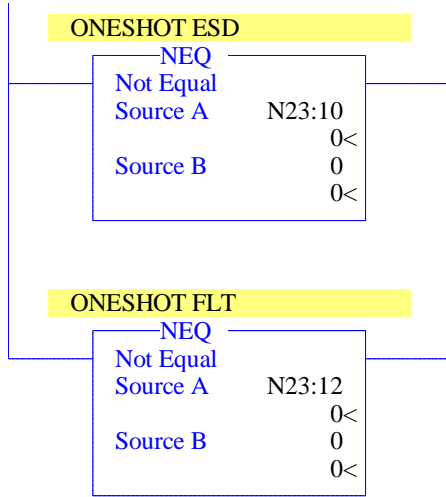 ONESHOT ESD
NEQ
Not Equal
Source A N23:10
0<
Source B 0
0<
ONESHOT FLT
NEQ
Not Equal
Source A N23:12
0<
Source B 0
0<